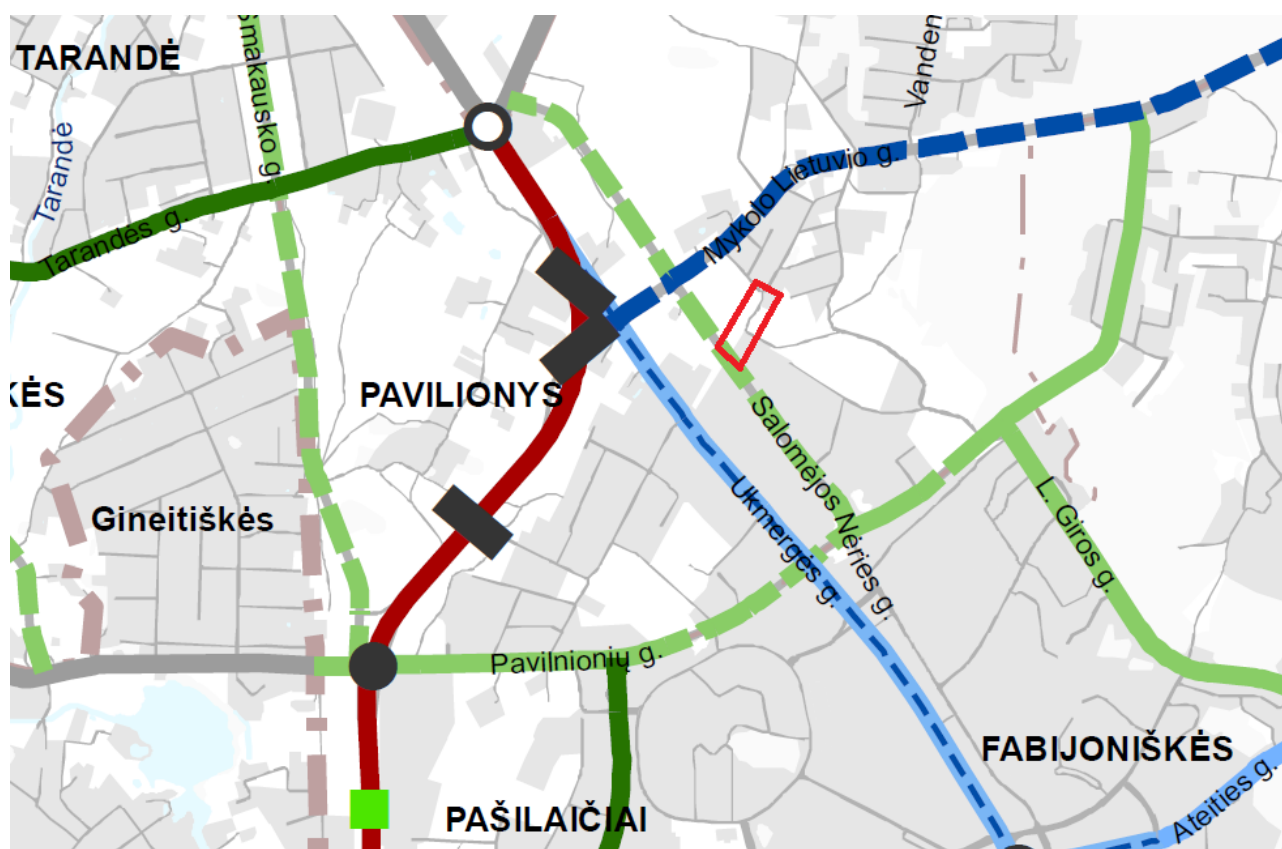 TARANDĖ
Smakausko g.
Vanden
Tarandė
Tarandės g.
Mykolo Lietuvio g.
KĖS
PAVILIONYS
Salomėjos Nėries g.
Ukmergės g.
Gineitiškės
L. Giros g.
Pavilnionių g.
FABIJONIŠKĖS
PAŠILAIČIAI
Ateities g.